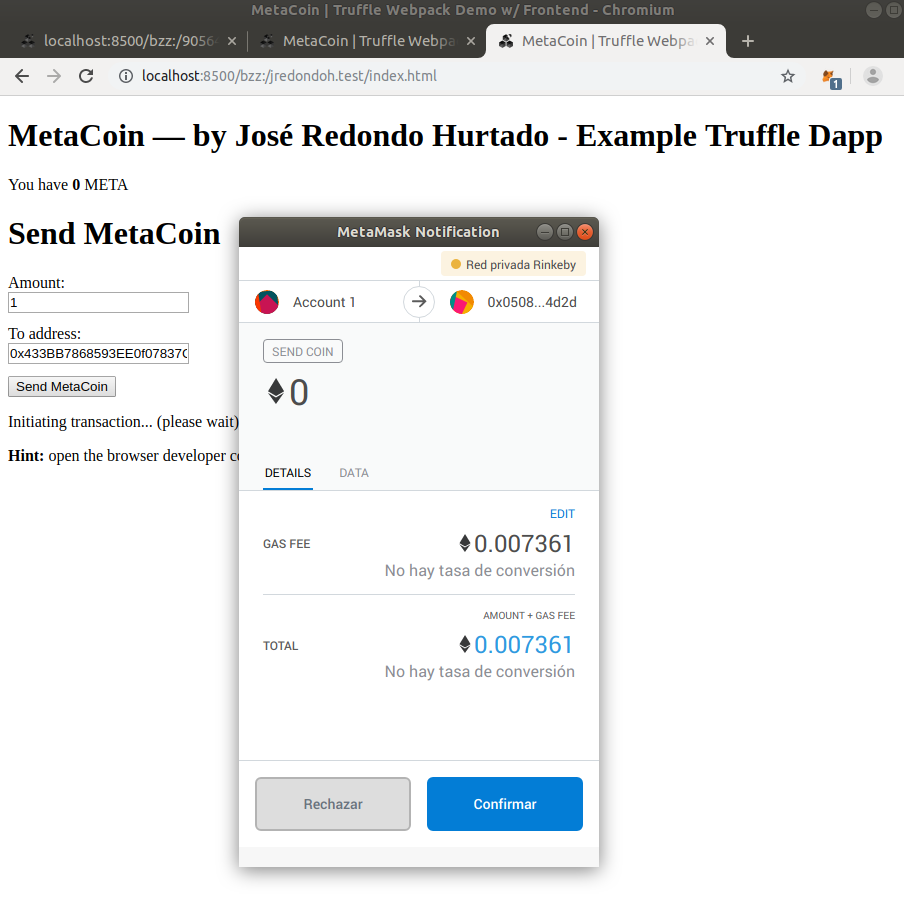 MetaCoin | Truffle Webpack Demo w/ Frontend - Chromium
localhost:8500/bzz:/9056
MetaCoin | Truffle Webpa
MetaCoin | Truffle Webpa
localhost:8500/bzz:/jredondoh.test/index.html
1
MetaCoin — by José Redondo Hurtado - Example Truffle Dapp
You have 0 META
Send MetaCoin
Amount:
1
To address:
0x433BB7868593EE0f07837
Send MetaCoin
Initiating transaction... (please wait)
Hint: open the browser developer
MetaMask Notification
Red privada Rinkeby
Account 1
0x0508...4d2d
SEND COIN
0
DETAILS DATA
EDIT
GAS FEE 0.007361
No hay tasa de conversión
AMOUNT + GAS FEE
TOTAL 0.007361
No hay tasa de conversión
Rechazar Confirmar